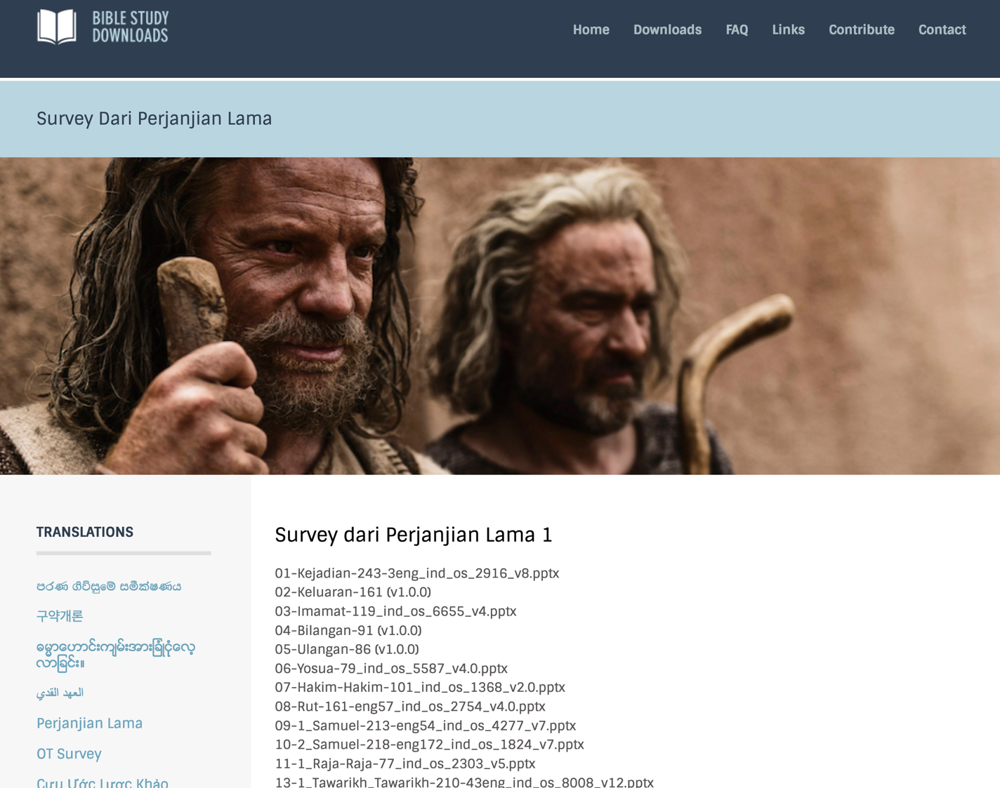 BIBLE STUDY
DOWNLOADS
Home Downloads FAQ Links Contribute Contact
Survey Dari Perjanjian Lama
TRANSLATIONS
පරණ ගිවිසුමේ සමීක්ෂණය
구약개론
ဓမ္မာဟောင်းကျမ်းအားခြုံငုံလေ့
လာခြင်း။
العهد القدي
Perjanjian Lama
OT Survey
Cựu Ước Lược Khảo
Survey dari Perjanjian Lama 1
01-Kejadian-243-3eng_ind_os_2916_v8.pptx
02-Keluaran-161 (v1.0.0)
03-Imamat-119_ind_os_6655_v4.pptx
04-Bilangan-91 (v1.0.0)
05-Ulangan-86 (v1.0.0)
06-Yosua-79_ind_os_5587_v4.0.pptx
07-Hakim-Hakim-101_ind_os_1368_v2.0.pptx
08-Rut-161-eng57_ind_os_2754_v4.0.pptx
09-1_Samuel-213-eng54_ind_os_4277_v7.pptx
10-2_Samuel-218-eng172_ind_os_1824_v7.pptx
11-1_Raja-Raja-77_ind_os_2303_v5.pptx
13-1_Tawarikh_Tawarikh-210-43eng_ind_os_8008_v12.pptx